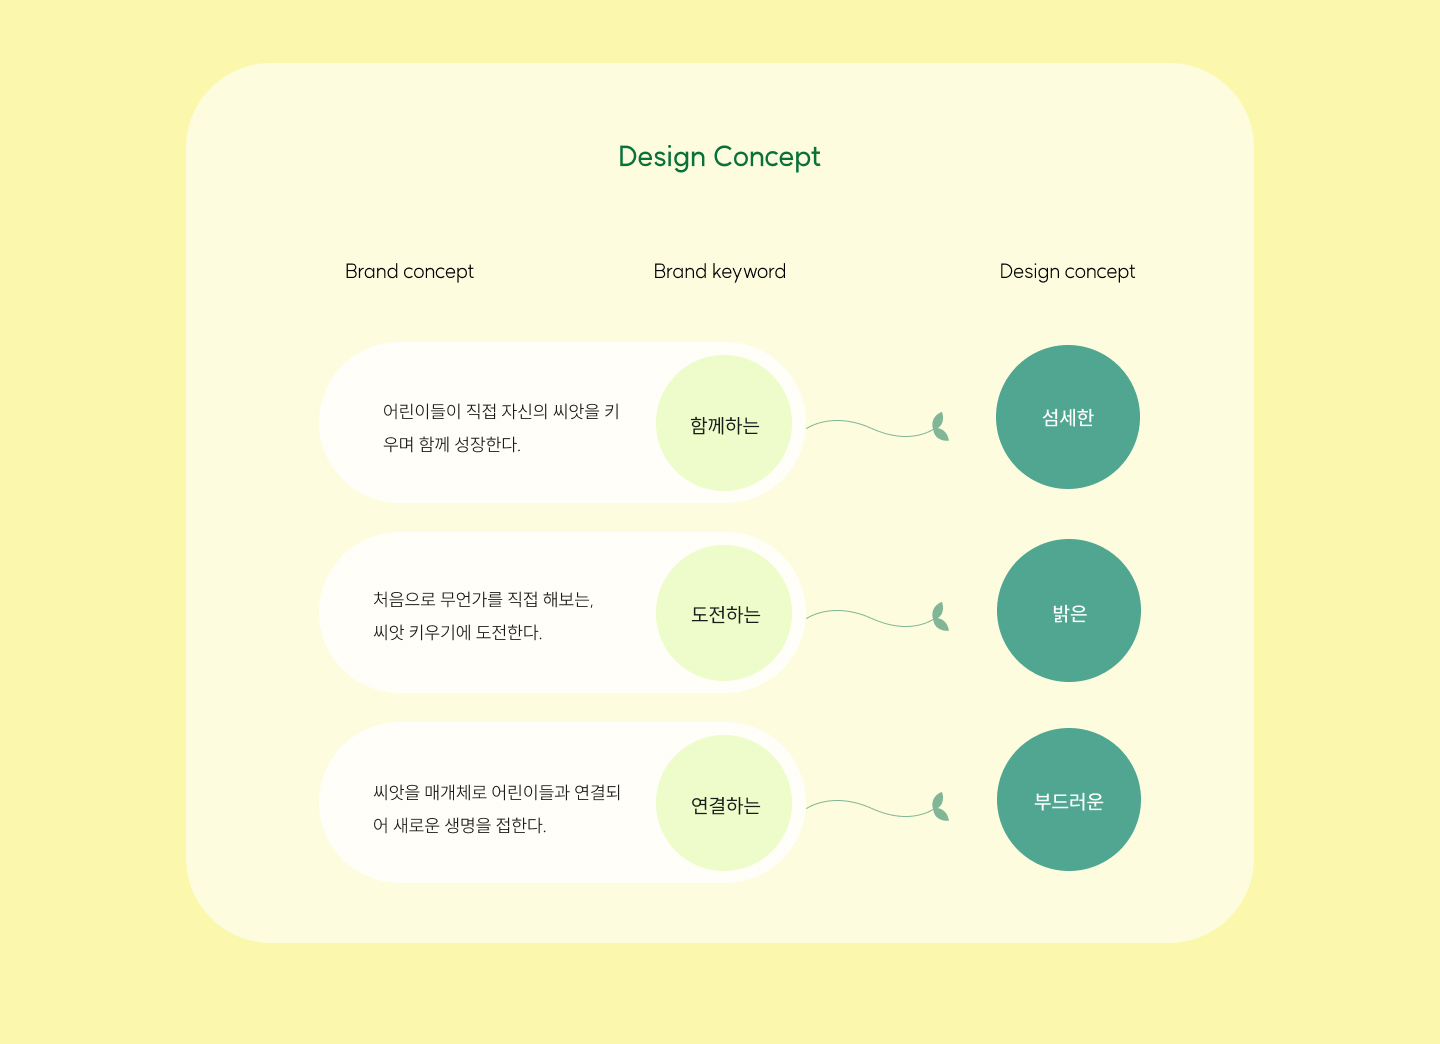 Design Concept
Brand concept
Brand keyword
Design concept
어린이들이 직접 자신의 씨앗을 키
우며 함께 성장한다.
함께하는
섬세한
처음으로 무언가를 직접 해보는,
씨앗 키우기에 도전한다.
도전하는
밝은
씨앗을 매개체로 어린이들과 연결되
어 새로운 생명을 접한다.
연결하는
부드러운